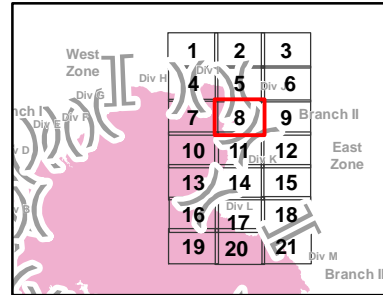 1 2 3
West Zone
Div H Div I
4 5 Div J 6
Div G
nch I Div E Div F
7 8 9 Branch II
Div D
10 11 12
Div K
East Zone
13 14 15
Div B
16 Div L 17 18
19 20 21
Div M
Branch II